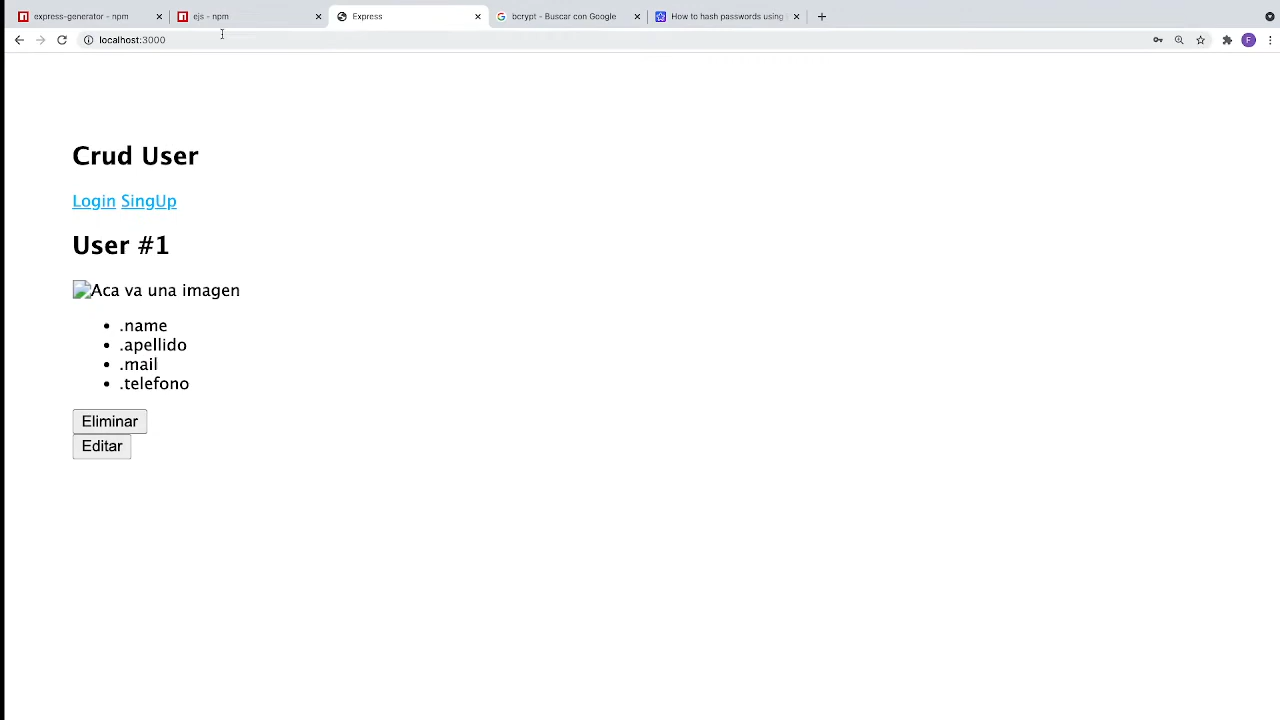 express-generator - npm
ejs - npm
Express
bcrypt - Buscar con Google
How to hash passwords using
localhost:3000
F
Crud User
Login SingUp
User #1
Aca va una imagen
.name
.apellido
.mail
.telefono
Eliminar
Editar